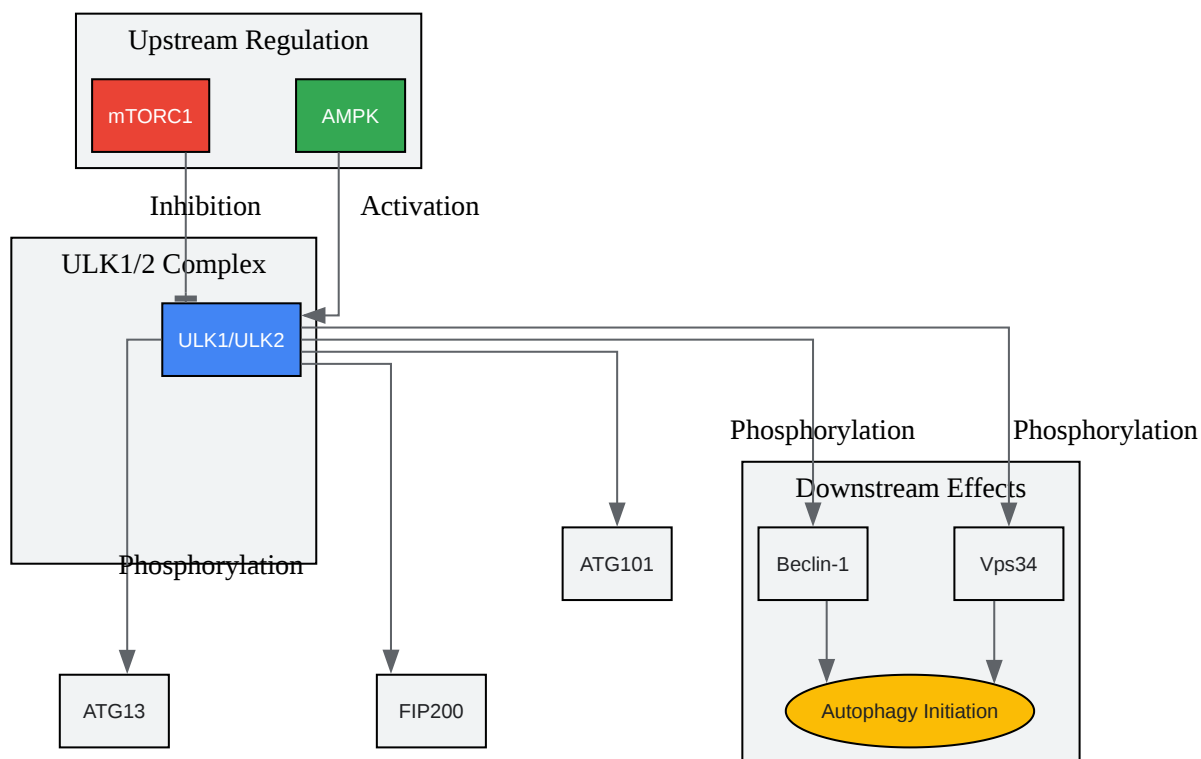 Upstream Regulation
mTORC1
AMPK
Inhibition
Activation
ULK1/2 Complex
ULK1/ULK2
Phosphorylation
Phosphorylation
Downstream Effects
ATG101
Beclin-1
Vps34
Phosphorylation
ATG13
FIP200
Autophagy Initiation